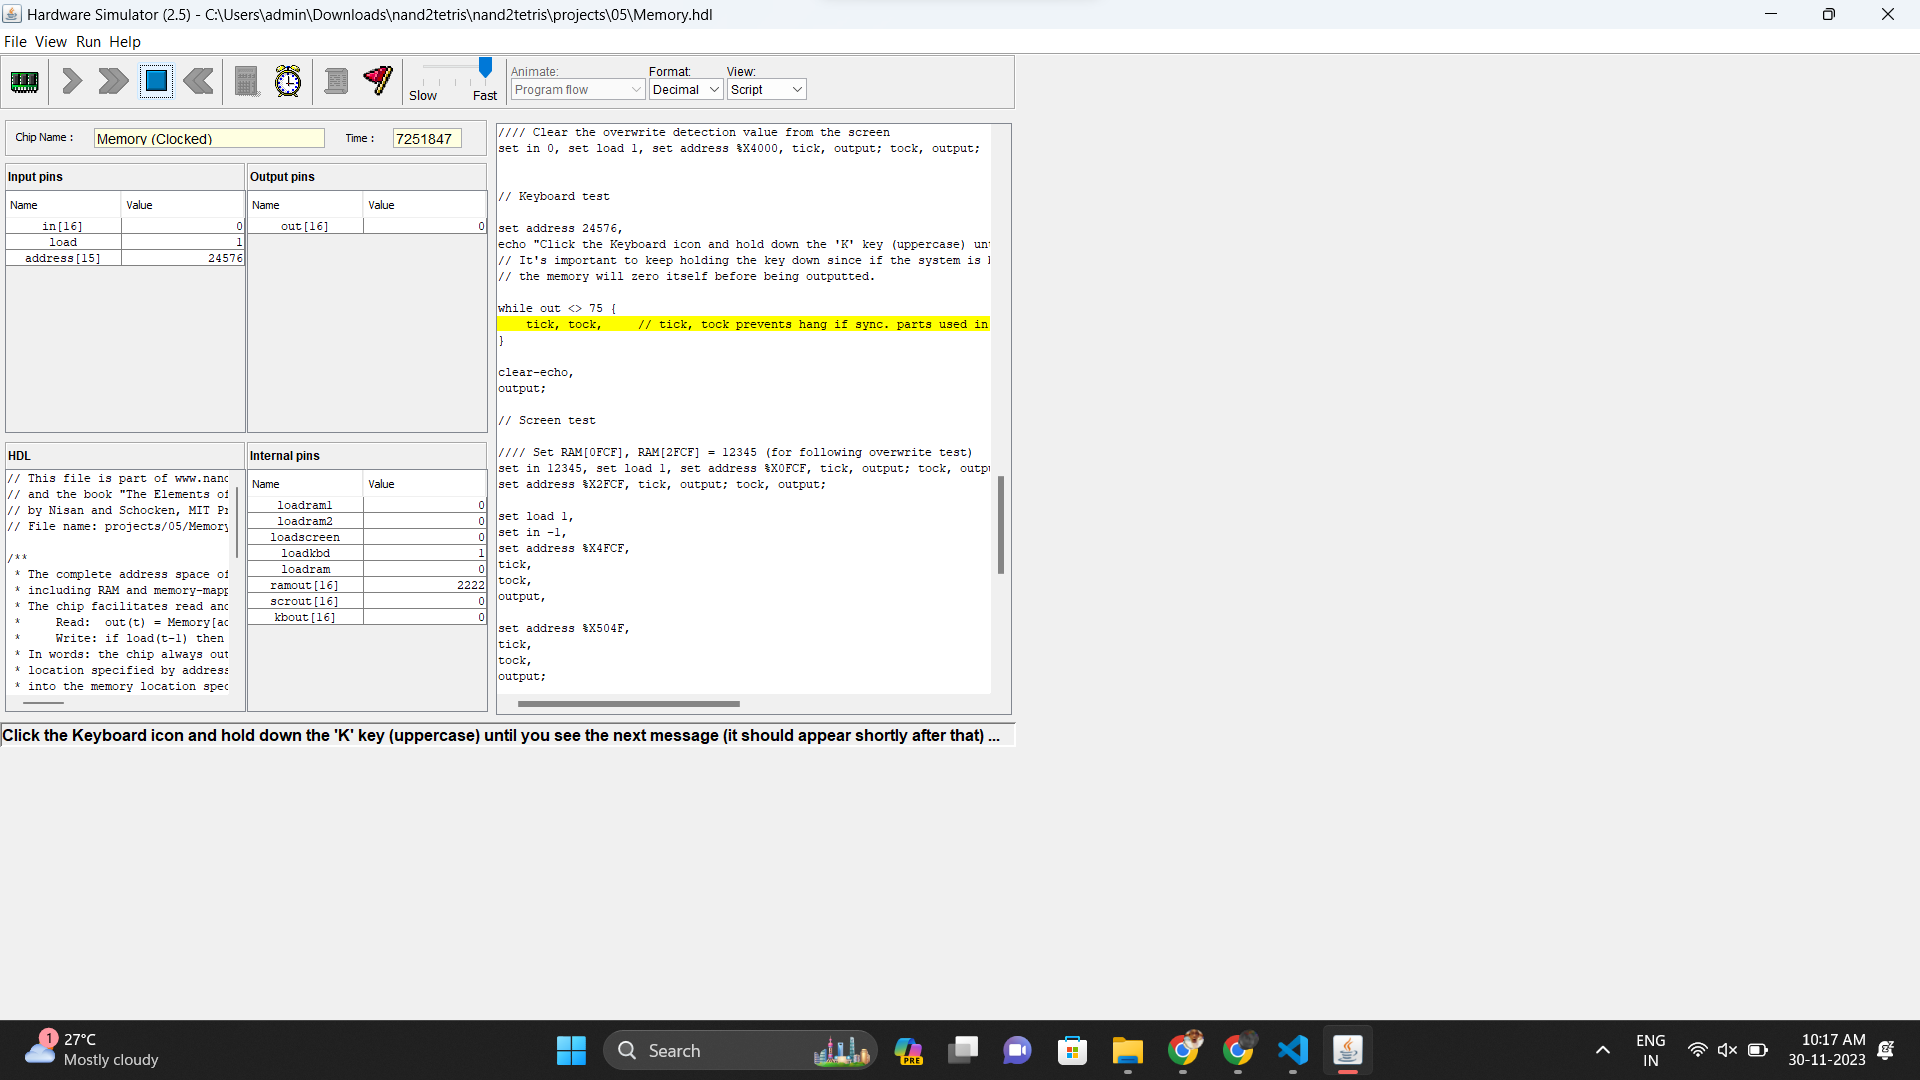 Hardware Simulator (2.5) - C:\Users\admin\Downloads\nand2tetris\nand2tetris\projects\05\Memory.hdl
File View Run Help
Slow Fast
Animate:
Program flow
Format:
Decimal
View:
Script
Chip Name :
Memory (Clocked)
Time :
7251847
Input pins
Name Value
in[16] 0
load 1
address[15] 24576
Output pins
Name Value
out[16] 0
HDL
// This file is part of www.nanc
// and the book "The Elements of
// by Nisan and Schocken, MIT Pr
// File name: projects/05/Memory
/**
* The complete address space of
* including RAM and memory-mapp
* The chip facilitates read and
* Read: out(t) = Memory[ad
* Write: if load(t-1) then
* In words: the chip always out
* location specified by address
* into the memory location spec
Internal pins
Name Value
loadram1 0
loadram2 0
loadscreen 0
loadkbd 1
loadram 0
ramout[16] 2222
scrout[16] 0
kbout[16] 0
//// Clear the overwrite detection value from the screen
set in 0, set load 1, set address %X4000, tick, output; tock, output;
// Keyboard test
set address 24576,
echo "Click the Keyboard icon and hold down the 'K' key (uppercase) unt
// It's important to keep holding the key down since if the system is b
// the memory will zero itself before being outputted.
while out <> 75 {
tick, tock, // tick, tock prevents hang if sync. parts used in
}
clear-echo,
output;
// Screen test
//// Set RAM[0FCF], RAM[2FCF] = 12345 (for following overwrite test)
set in 12345, set load 1, set address %X0FCF, tick, output; tock, outpu
set address %X2FCF, tick, output; tock, output;
set load 1,
set in -1,
set address %X4FCF,
tick,
tock,
output,
set address %X504F,
tick,
tock,
output;
Click the Keyboard icon and hold down the 'K' key (uppercase) until you see the next message (it should appear shortly after that) ...
1
27°C
Mostly cloudy
Search
PRE
ENG
IN
10:17 AM
30-11-2023